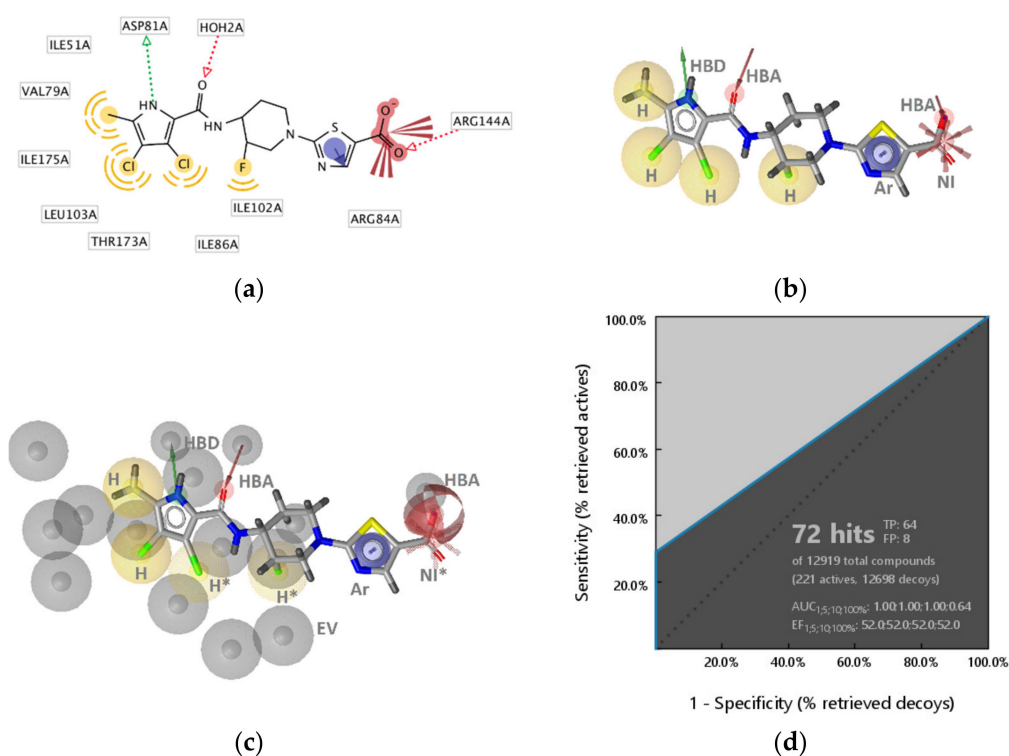 ASP81A
HOH2A
ILE51A
VAL79A
HN
O
NH
O⁻
O
S
N
N
ARG144A
ILE175A
Cl
Cl
F
ILE102A
LEU103A
THR173A
ILE86A
ARG84A
(a)
HBD
HBA
HBA
H
H
H
H
Ar
NI
(b)
HBD
H
HBA
HBA
H
H*
H*
Ar
NI*
EV
(c)
100.0%
80.0%
60.0%
40.0%
20.0%
Sensitivity (% retrieved actives)
72 hits TP: 64
FP: 8
of 12919 total compounds
(221 actives, 12698 decoys)
AUC1;5;10;100%: 1.00;1.00;1.00;0.64
EF1;5;10;100%: 52.0;52.0;52.0;52.0
20.0% 40.0% 60.0% 80.0% 100.0%
1 - Specificity (% retrieved decoys)
(d)